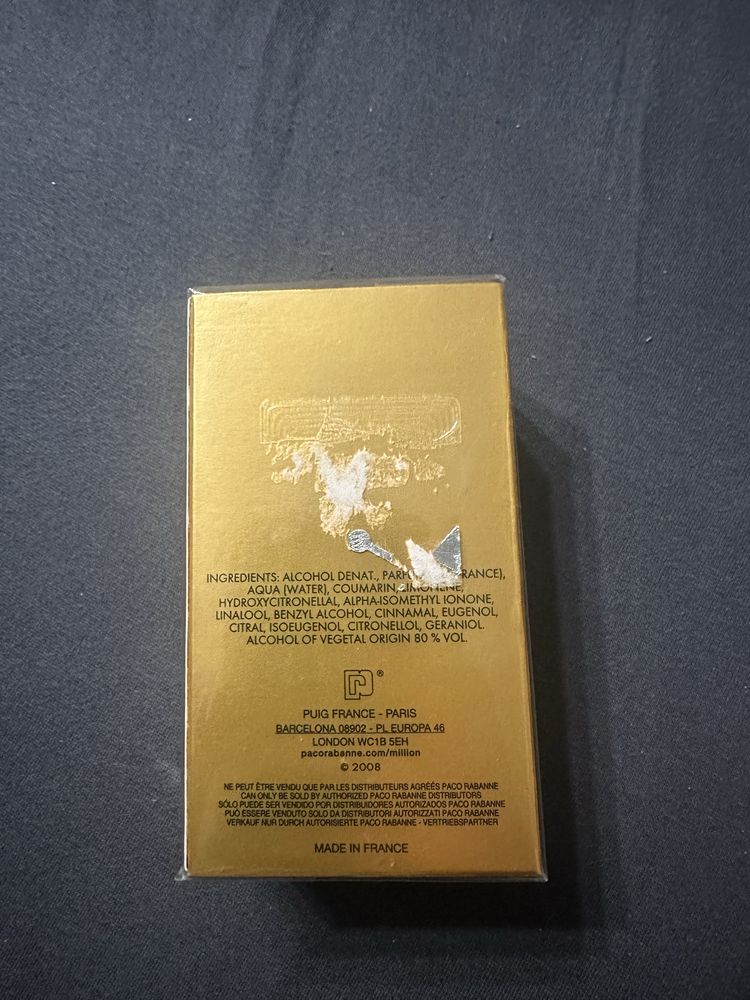 INGREDIENTS: ALCOHOL DENAT., RANCE),
AQUA (WATER), COUMARIN, LIMONENE,
HYDROXYCITRONELLAL, ALPHA-ISOMETHYL IONONE,
LINALOOL, BENZYL ALCOHOL, CINNAMAL, EUGENOL,
CITRAL, ISOEUGENOL, CITRONELLOL, GERANIOL.
ALCOHOL OF VEGETAL ORIGIN 80 % VOL.
®
PUIG FRANCE - PARIS
BARCELONA 08902 - PL EUROPA 46
LONDON WC1B 5EH
pacorabanne.com/million
© 2008
NE PEUT ÊTRE VENDU QUE PAR LES DISTRIBUTEURS AGRÉÉS PACO RABANNE
CAN ONLY BE SOLD BY AUTHORIZED PACO RABANNE DISTRIBUTORS
SÓLO PUEDE SER VENDIDO POR DISTRIBUIDORES AUTORIZADOS PACO RABANNE
PUÒ ESSERE VENDUTO SOLO DA DISTRIBUTORI AUTORIZZATI PACO RABANNE
VERKAUF NUR DURCH AUTORISIERTE PACO RABANNE - VERTRIEBSPARTNER
MADE IN FRANCE